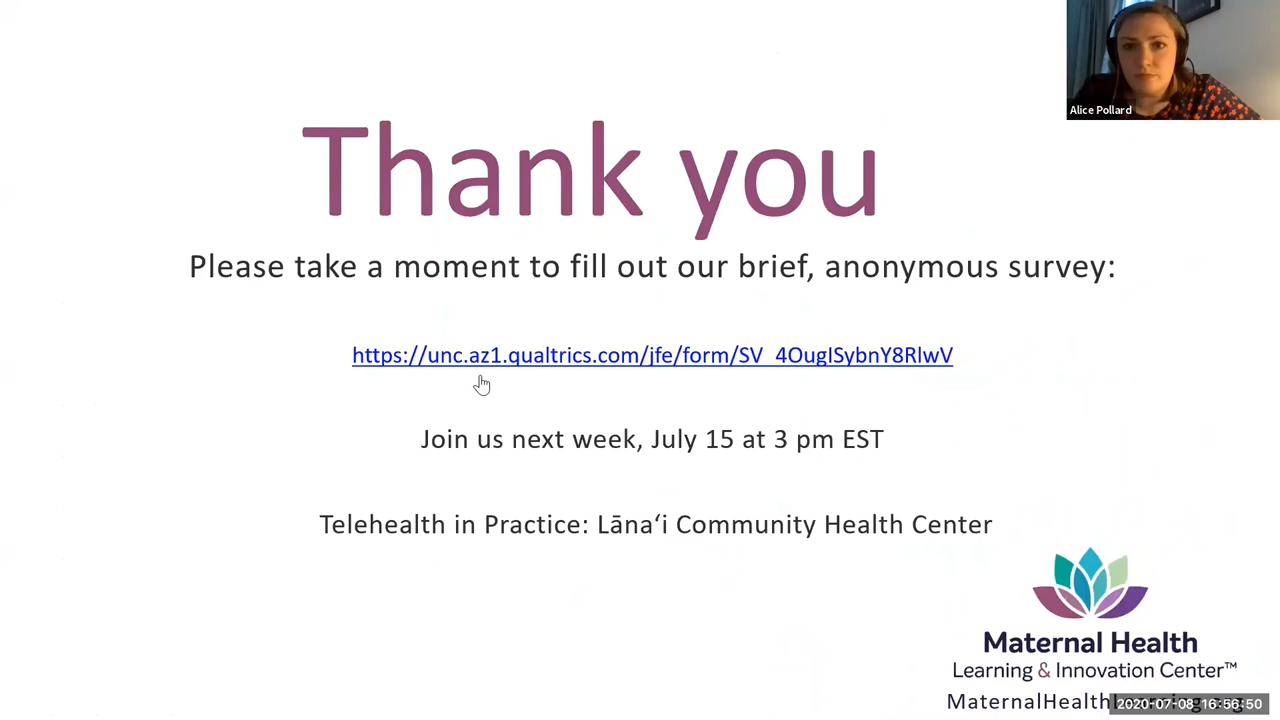 Alice Pollard
Thank you
Please take a moment to fill out our brief, anonymous survey:
https://unc.az1.qualtrics.com/jfe/form/SV_4OugISybnY8RlwV
Join us next week, July 15 at 3 pm EST
Telehealth in Practice: Lānaʻi Community Health Center
Maternal Health
Learning & Innovation Center™
2020-07-08 16:56:50